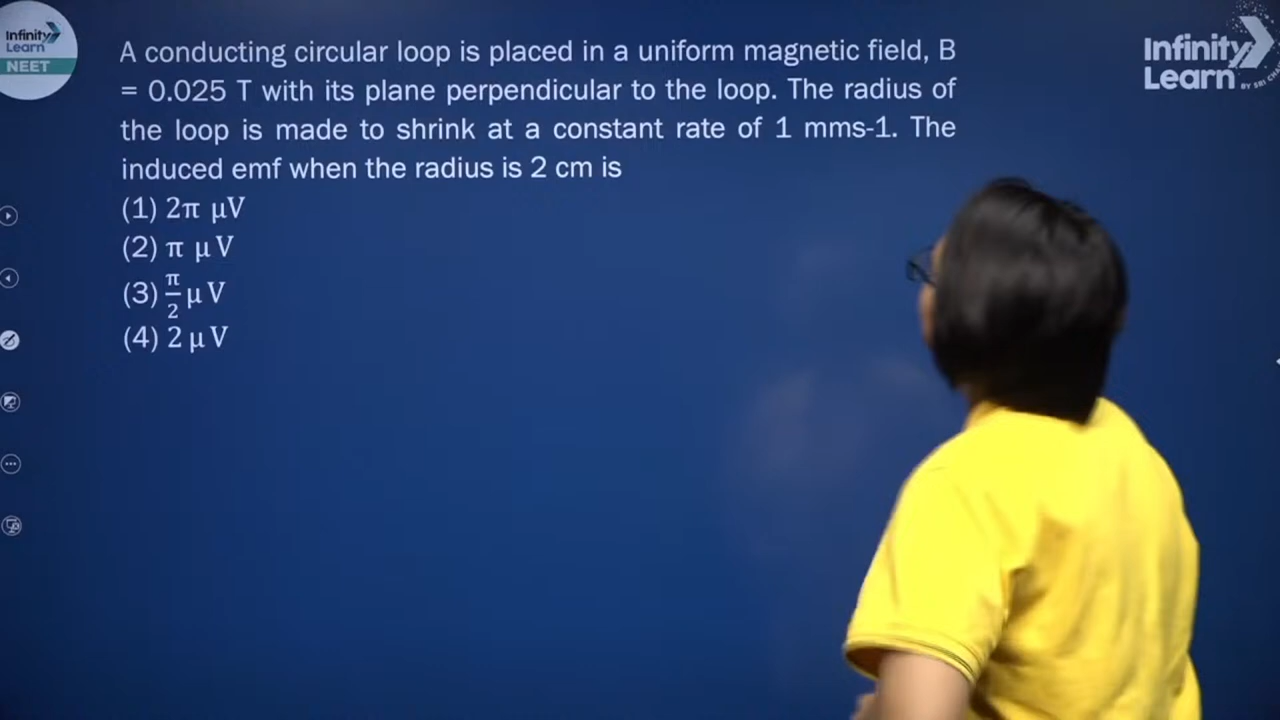 Infinity
Learn
NEET
A conducting circular loop is placed in a uniform magnetic field, B
= 0.025 T with its plane perpendicular to the loop. The radius of
the loop is made to shrink at a constant rate of 1 mms-1. The
induced emf when the radius is 2 cm is
(1) 2π μV
(2) π μ V
(3) π/2 μ V
(4) 2 μ V
Infinity
Learn
BY SRI